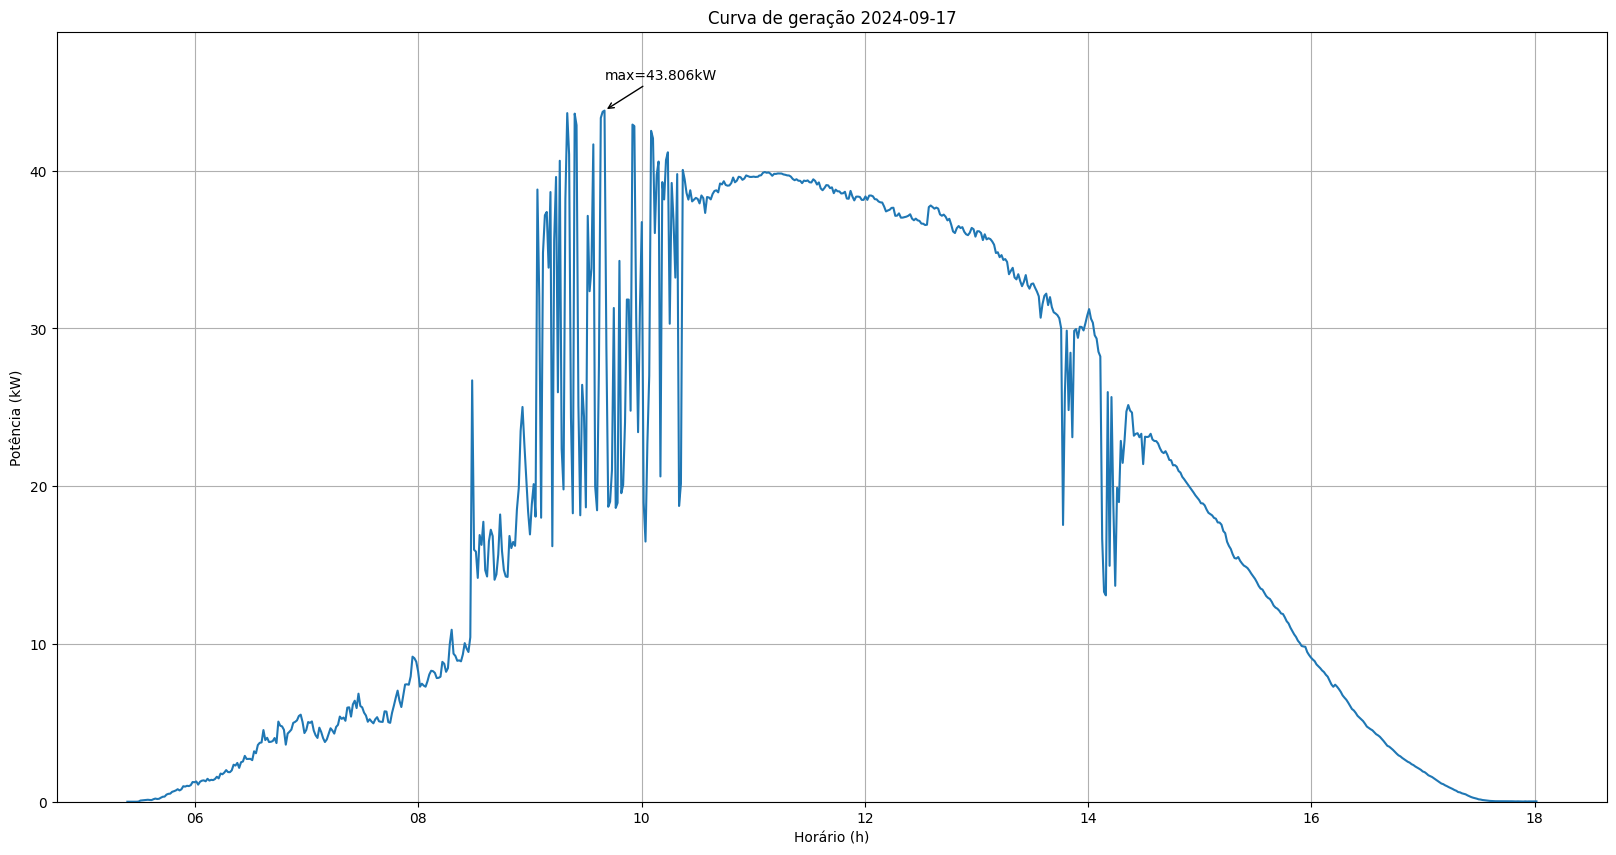 Curva de geração 2024-09-17
max=43.806kW
Potência (kW)
40
30
20
10
0
06 08 10 12 14 16 18
Horário (h)